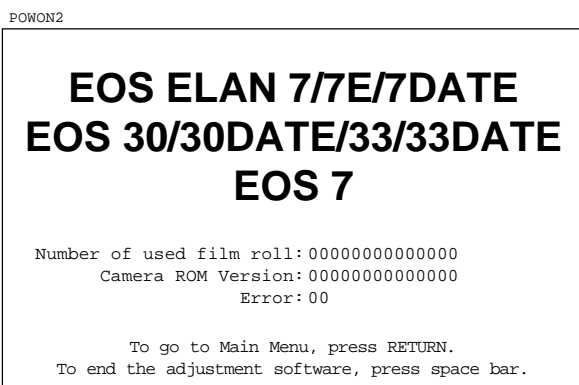 POWON2
EOS ELAN 7/7E/7DATE
EOS 30/30DATE/33/33DATE
EOS 7
Number of used film roll:00000000000000
Camera ROM Version:00000000000000
Error:00
To go to Main Menu, press RETURN.
To end the adjustment software, press space bar.